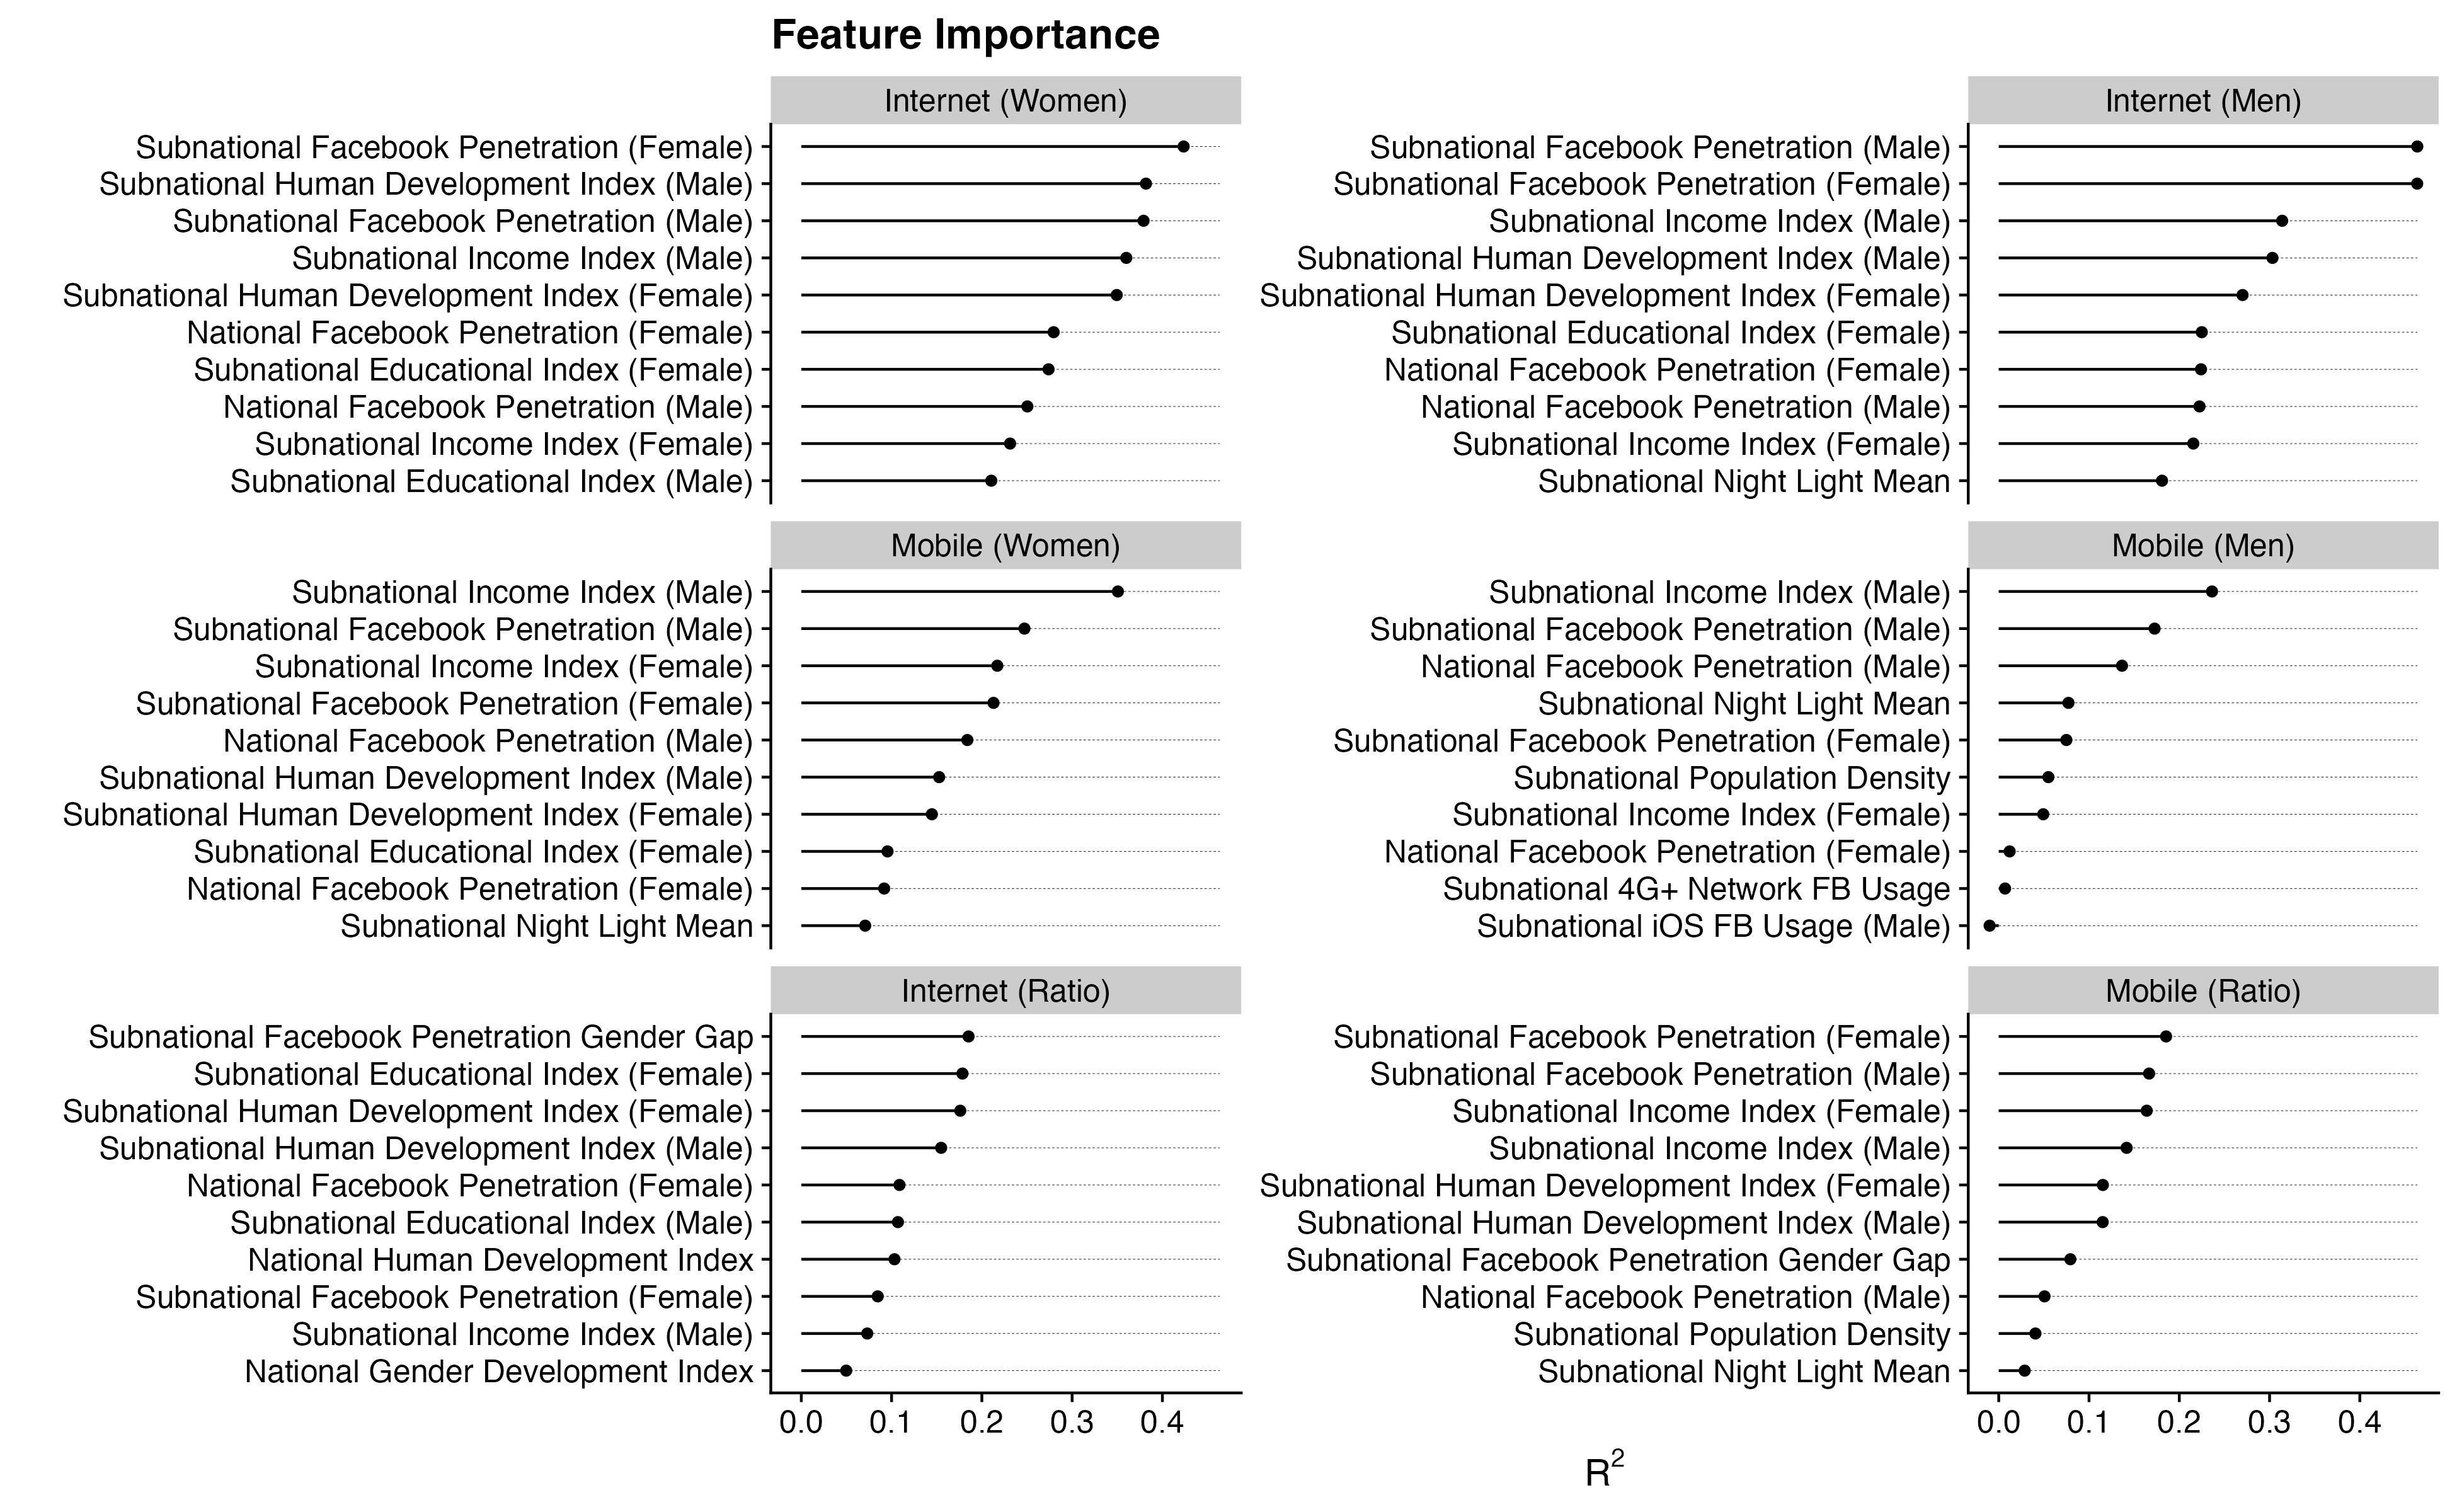 Feature Importance
Internet (Women)
Subnational Facebook Penetration (Female)
Subnational Human Development Index (Male)
Subnational Facebook Penetration (Male)
Subnational Income Index (Male)
Subnational Human Development Index (Female)
National Facebook Penetration (Female)
Subnational Educational Index (Female)
National Facebook Penetration (Male)
Subnational Income Index (Female)
Subnational Educational Index (Male)
Internet (Men)
Subnational Facebook Penetration (Male)
Subnational Facebook Penetration (Female)
Subnational Income Index (Male)
Subnational Human Development Index (Male)
Subnational Human Development Index (Female)
Subnational Educational Index (Female)
National Facebook Penetration (Female)
National Facebook Penetration (Male)
Subnational Income Index (Female)
Subnational Night Light Mean
Mobile (Women)
Subnational Income Index (Male)
Subnational Facebook Penetration (Male)
Subnational Income Index (Female)
Subnational Facebook Penetration (Female)
National Facebook Penetration (Male)
Subnational Human Development Index (Male)
Subnational Human Development Index (Female)
Subnational Educational Index (Female)
National Facebook Penetration (Female)
Subnational Night Light Mean
Mobile (Men)
Subnational Income Index (Male)
Subnational Facebook Penetration (Male)
National Facebook Penetration (Male)
Subnational Night Light Mean
Subnational Facebook Penetration (Female)
Subnational Population Density
Subnational Income Index (Female)
National Facebook Penetration (Female)
Subnational 4G+ Network FB Usage
Subnational iOS FB Usage (Male)
Internet (Ratio)
Subnational Facebook Penetration Gender Gap
Subnational Educational Index (Female)
Subnational Human Development Index (Female)
Subnational Human Development Index (Male)
National Facebook Penetration (Female)
Subnational Educational Index (Male)
National Human Development Index
Subnational Facebook Penetration (Female)
Subnational Income Index (Male)
National Gender Development Index
0.0 0.1 0.2 0.3 0.4
Mobile (Ratio)
Subnational Facebook Penetration (Female)
Subnational Facebook Penetration (Male)
Subnational Income Index (Female)
Subnational Income Index (Male)
Subnational Human Development Index (Female)
Subnational Human Development Index (Male)
Subnational Facebook Penetration Gender Gap
National Facebook Penetration (Male)
Subnational Population Density
Subnational Night Light Mean
0.0 0.1 0.2 0.3 0.4
R²